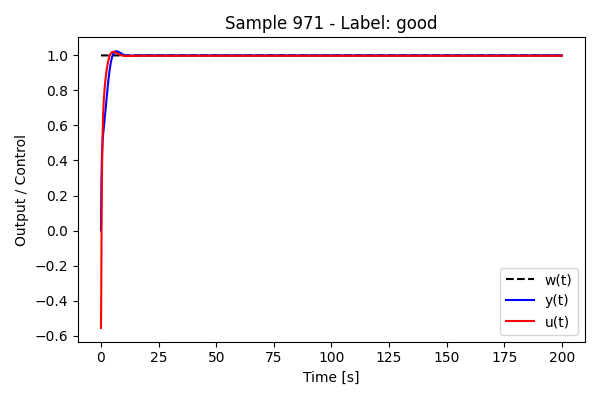 Sample 971 - Label: good
Output / Control
1.0
0.8
0.6
0.4
0.2
0.0
−0.2
−0.4
−0.6
w(t)
y(t)
u(t)
0 25 50 75 100 125 150 175 200
Time [s]